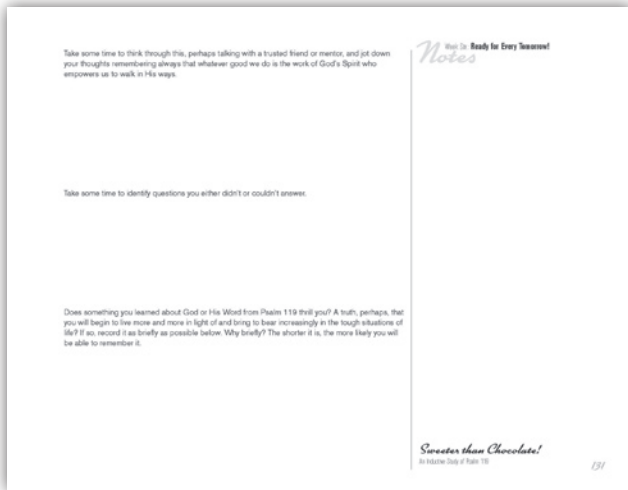 Take some time to think through this, perhaps talking with a trusted friend or mentor, and jot down
your thoughts remembering always that whatever good we do is the work of God's Spirit who
empowers us to walk in His ways.
Take some time to identify questions you either didn't or couldn't answer.
Does something you learned about God or His Word from Psalm 119 thrill you? A truth, perhaps, that
you will begin to live more and more in light of and bring to bear increasingly in the tough situations of
life? If so, record it as briefly as possible below. Why briefly? The shorter it is, the more likely you will
be able to remember it.
Week Six Ready for Every Tomorrow!
Notes
Sweeter than Chocolate!
An Inductive Study of Psalm 119
131